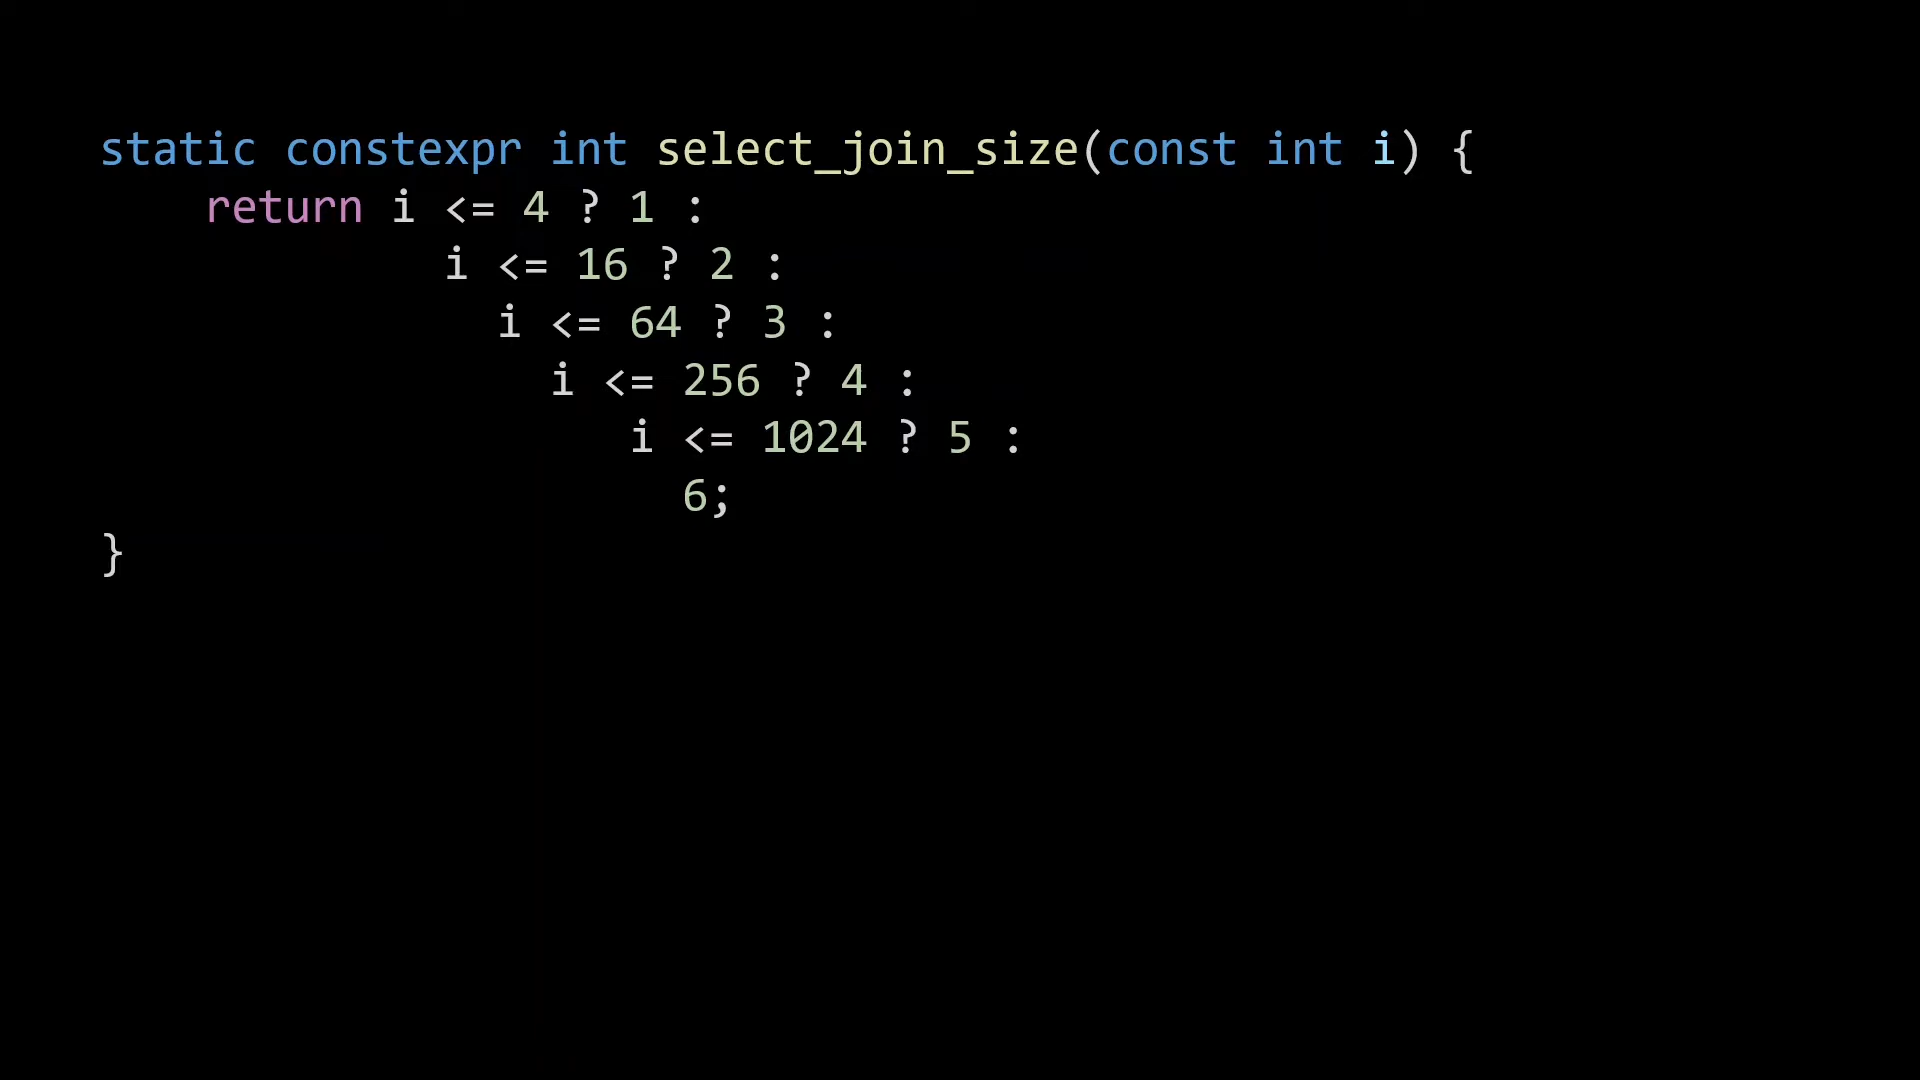 static constexpr int select_join_size(const int i) {
    return i <= 4 ? 1 :
             i <= 16 ? 2 :
               i <= 64 ? 3 :
                 i <= 256 ? 4 :
                    i <= 1024 ? 5 :
                      6;
}